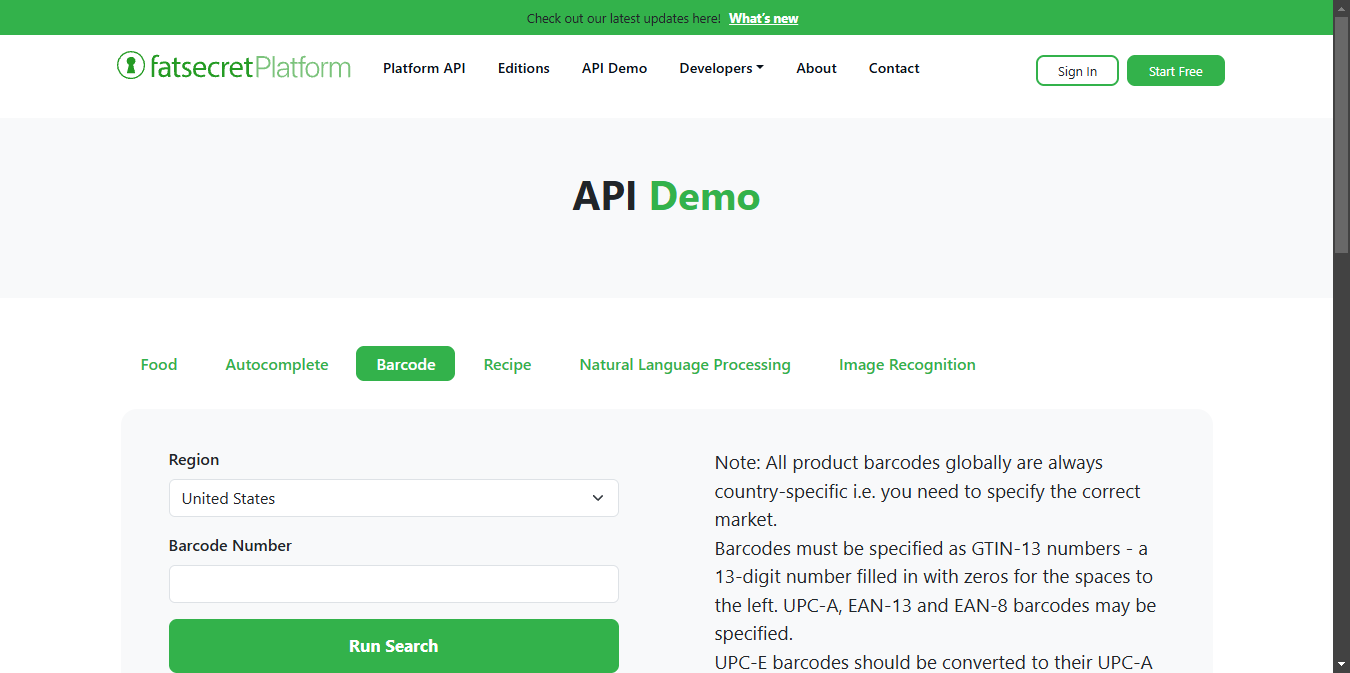 Check out our latest updates here! What's new
fatsecret Platform
Platform API Editions API Demo Developers About Contact
Sign In Start Free
API Demo
Food Autocomplete Barcode Recipe Natural Language Processing Image Recognition
Region
United States
Barcode Number
Run Search
Note: All product barcodes globally are always
country-specific i.e. you need to specify the correct
market.
Barcodes must be specified as GTIN-13 numbers - a
13-digit number filled in with zeros for the spaces to
the left. UPC-A, EAN-13 and EAN-8 barcodes may be
specified.
UPC-E barcodes should be converted to their UPC-A